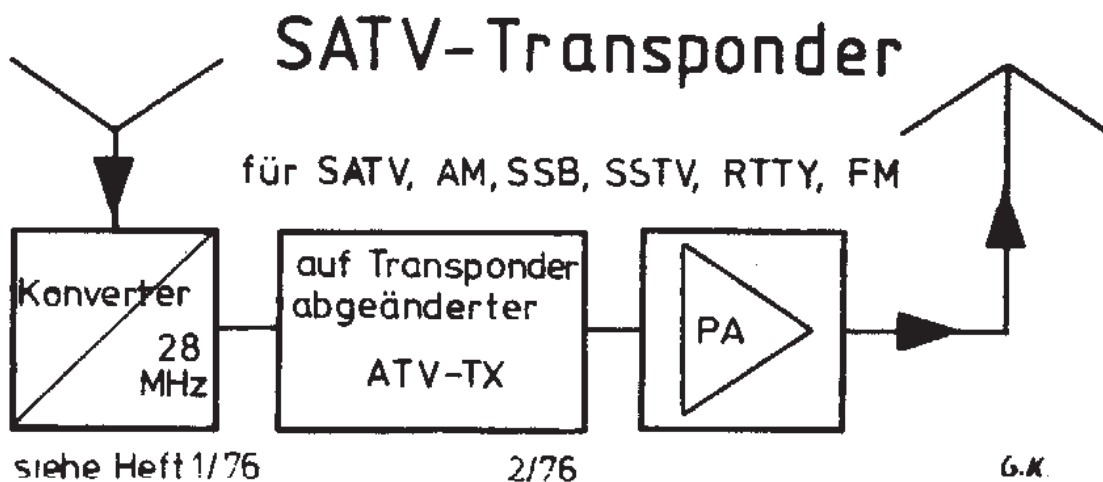 SATV-Transponder
für SATV, AM, SSB, SSTV, RTTY, FM
Konverter
28
MHz
auf Transponder
abgeänderter
ATV-TX
PA
siehe Heft 1/76
2/76
G.K.